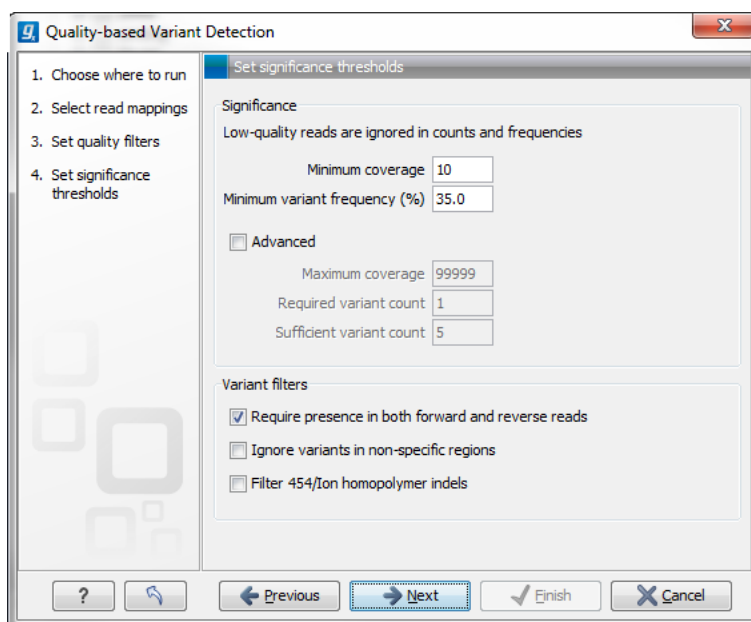 Quality-based Variant Detection
1. Choose where to run
2. Select read mappings
3. Set quality filters
4. Set significance
thresholds
Set significance thresholds
Significance
Low-quality reads are ignored in counts and frequencies
Minimum coverage 10
Minimum variant frequency (%) 35.0
Advanced
Maximum coverage 99999
Required variant count 1
Sufficient variant count 5
Variant filters
Require presence in both forward and reverse reads
Ignore variants in non-specific regions
Filter 454/Ion homopolymer indels
? Previous Next Finish Cancel